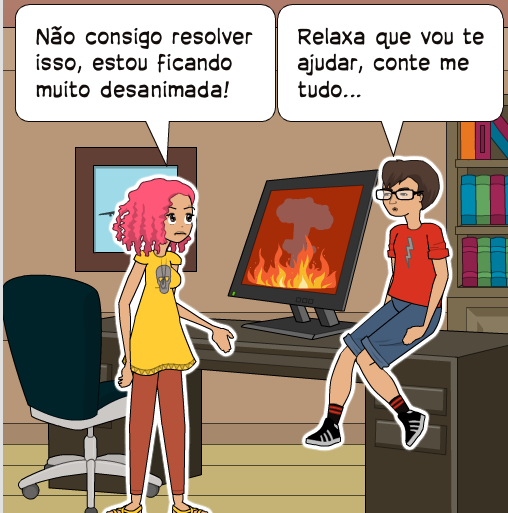 Não consigo resolver
isso, estou ficando
muito desanimada!
Relaxa que vou te
ajudar, conte me
tudo...